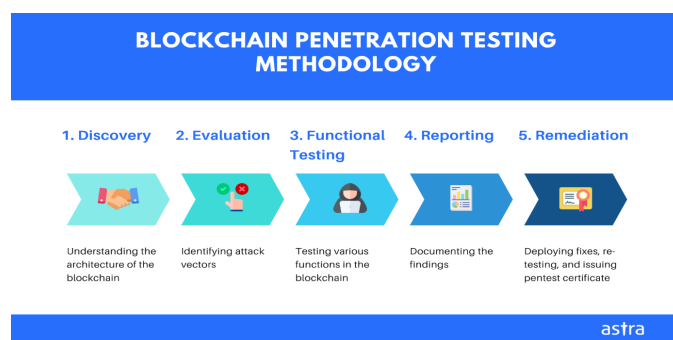 BLOCKCHAIN PENETRATION TESTING
METHODOLOGY
1. Discovery
2. Evaluation
3. Functional
Testing
4. Reporting
5. Remediation
Understanding the
architecture of the
blockchain
Identifying attack
vectors
Testing various
functions in the
blockchain
Documenting the
findings
Deploying fixes, re-
testing, and issuing
pentest certificate
astra